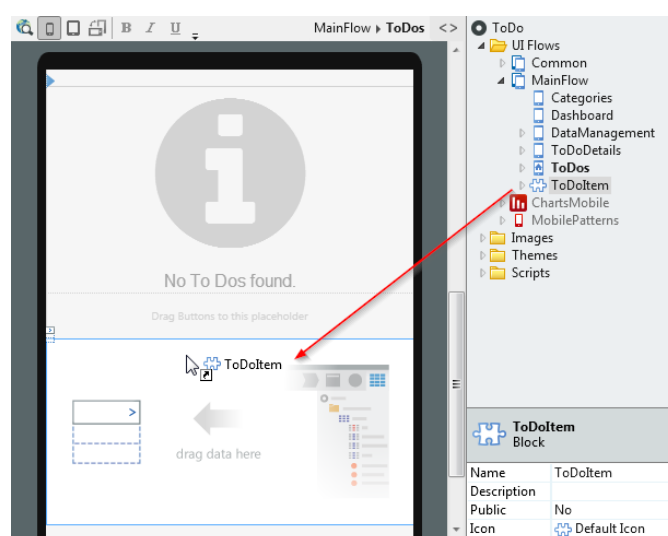 B I U
MainFlow ▸ ToDos <>
No To Dos found.
Drag Buttons to this placeholder
ToDoItem
drag data here
ToDo
UI Flows
Common
MainFlow
Categories
Dashboard
DataManagement
ToDoDetails
ToDos
ToDoItem
ChartsMobile
MobilePatterns
Images
Themes
Scripts
ToDoItem
Block
Name ToDoItem
Description
Public No
Icon Default Icon